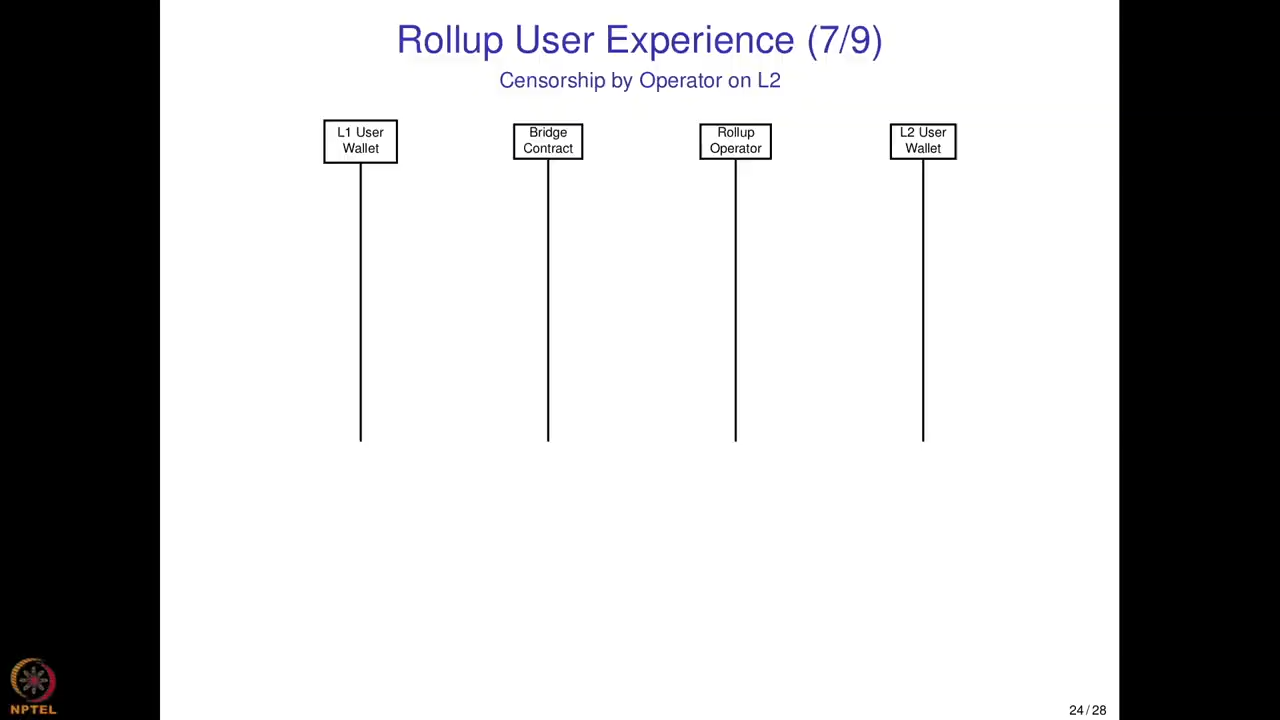 Rollup User Experience (7/9)
Censorship by Operator on L2
L1 User
Wallet
Bridge
Contract
Rollup
Operator
L2 User
Wallet
NPTEL
24 / 28